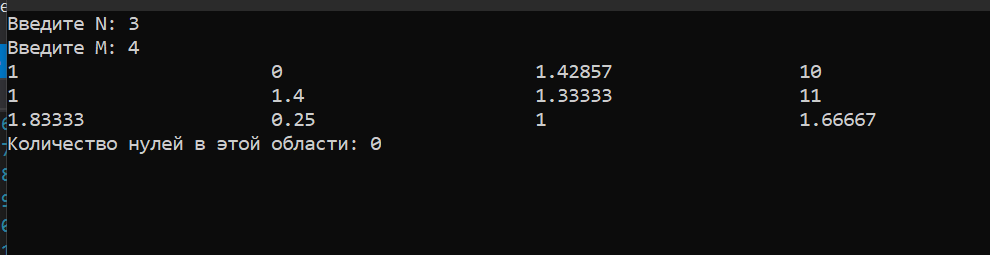 Введите N: 3
Введите M: 4
1 0 1.42857 10
1 1.4 1.33333 11
1.83333 0.25 1 1.66667
Количество нулей в этой области: 0